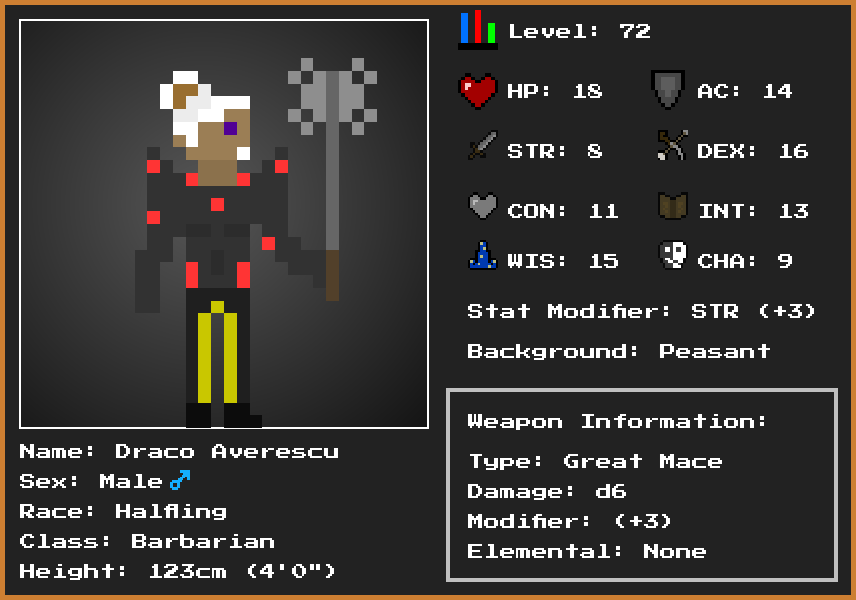 Level: 72
HP: 18
AC: 14
STR: 8
DEX: 16
CON: 11
INT: 13
WIS: 15
CHA: 9
Stat Modifier: STR (+3)
Background: Peasant
Weapon Information:
Type: Great Mace
Damage: d6
Modifier: (+3)
Elemental: None
Name: Draco Averescu
Sex: Male ♂
Race: Halfling
Class: Barbarian
Height: 123cm (4'0")